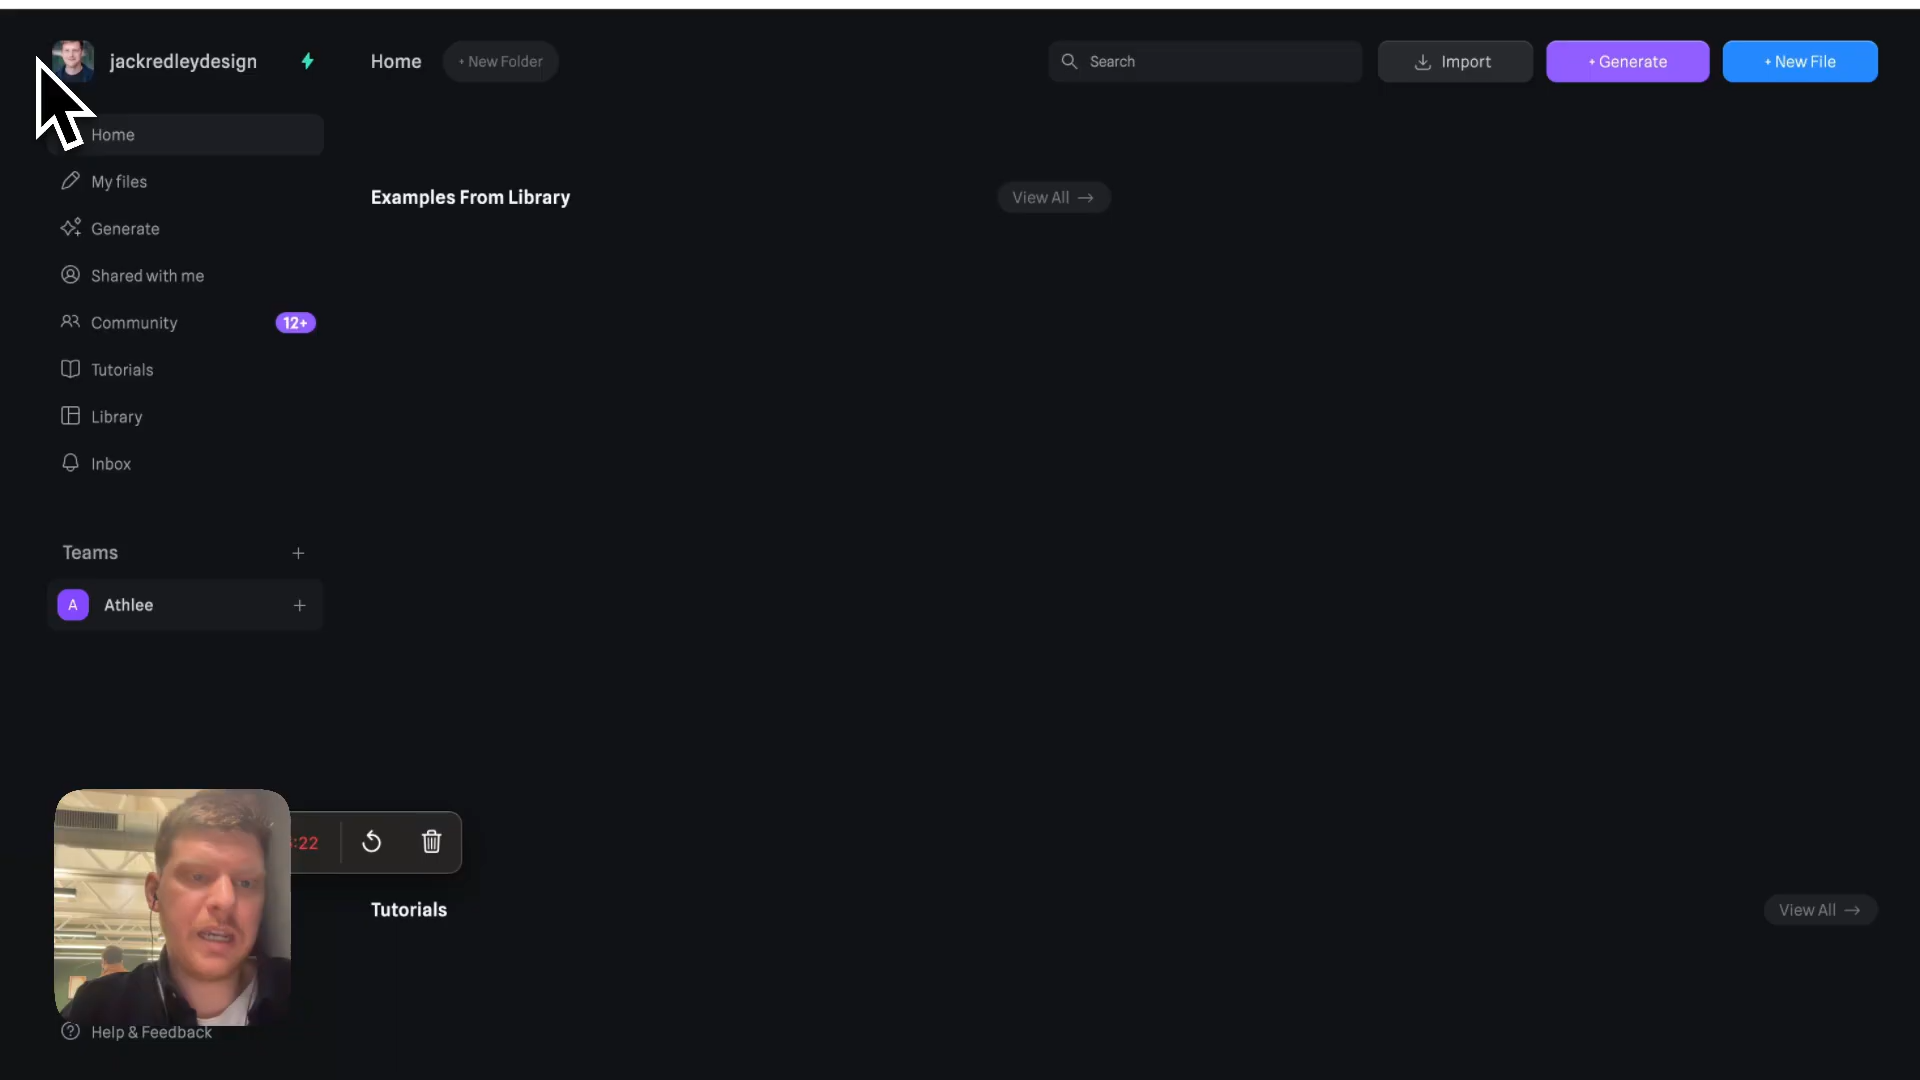 jackredleydesign
Home
+ New Folder
Search
Import
+ Generate
+ New File
Home
My files
Generate
Shared with me
Community
12+
Tutorials
Library
Inbox
Examples From Library
View All →
Teams
+
A
Athlee
+
:22
Tutorials
View All →
Help & Feedback